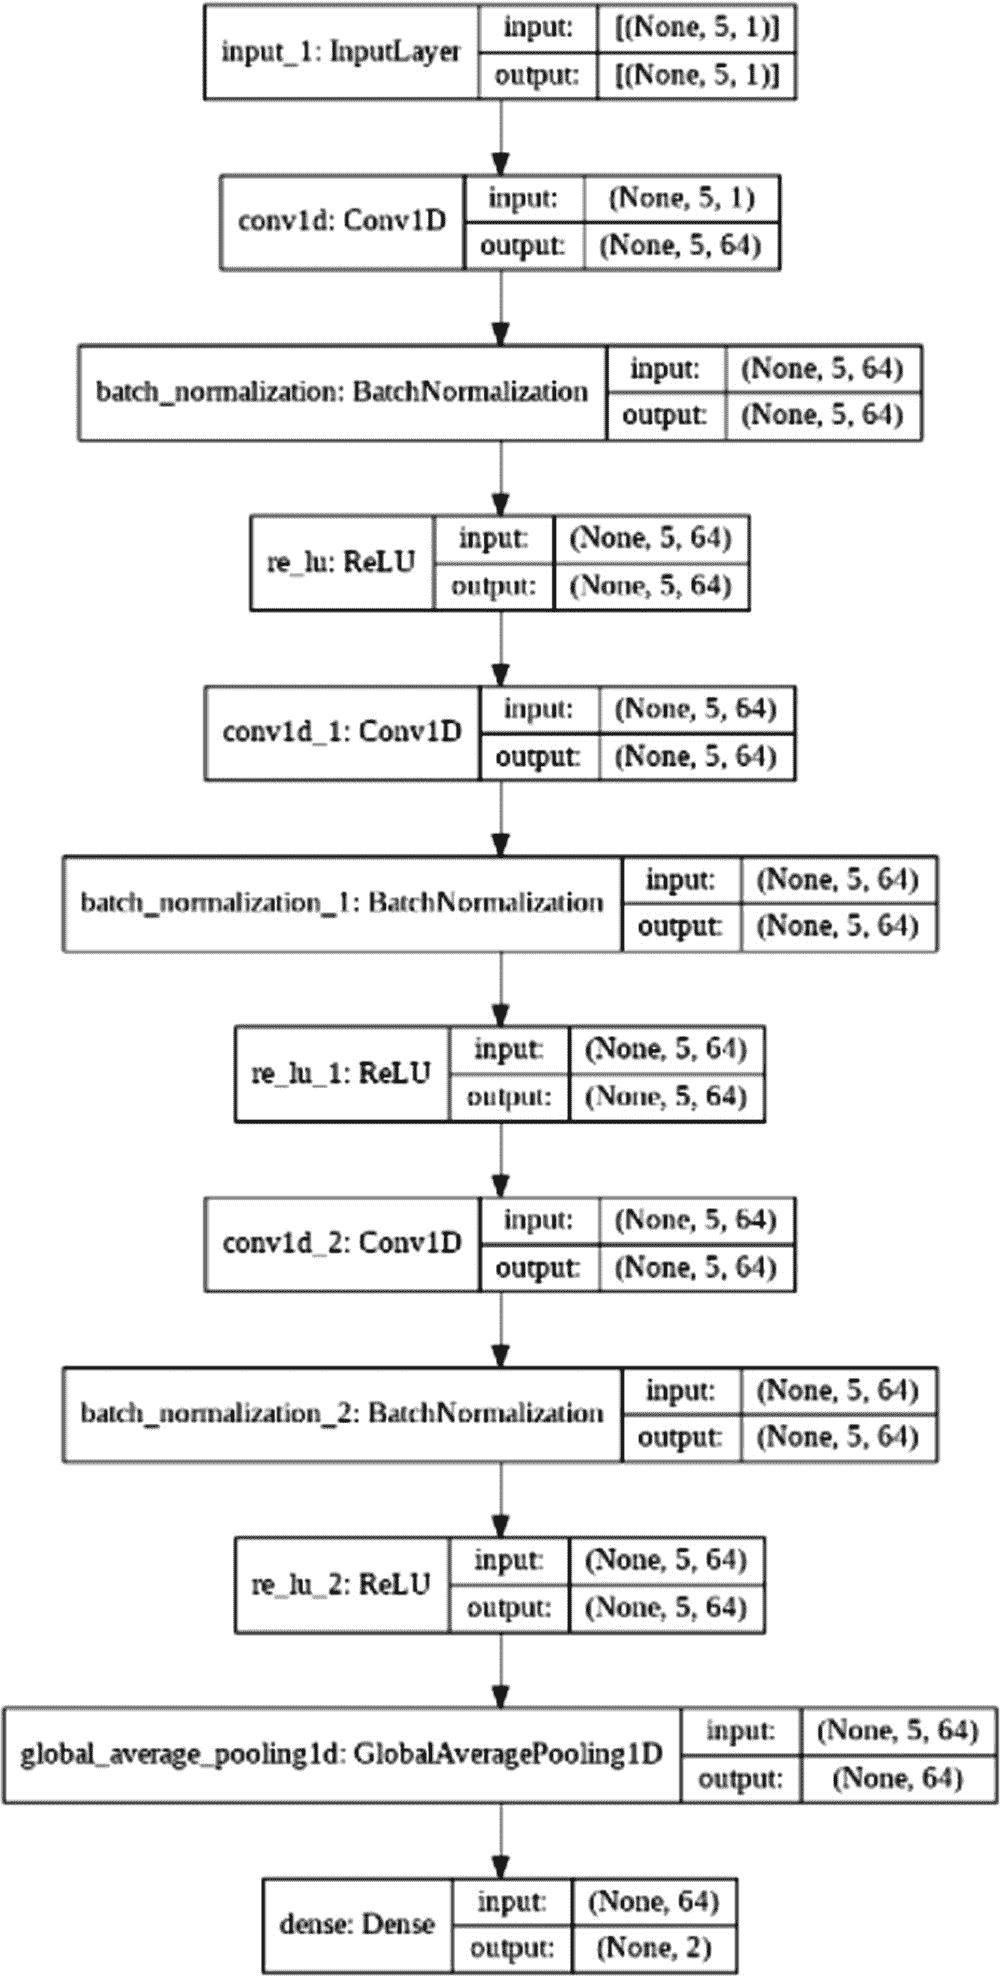 input_1: InputLayer
input:
[(None, 5, 1)]
output:
[(None, 5, 1)]
conv1d: Conv1D
input:
(None, 5, 1)
output:
(None, 5, 64)
batch_normalization: BatchNormalization
input:
(None, 5, 64)
output:
(None, 5, 64)
re_lu: ReLU
input:
(None, 5, 64)
output:
(None, 5, 64)
conv1d_1: Conv1D
input:
(None, 5, 64)
output:
(None, 5, 64)
batch_normalization_1: BatchNormalization
input:
(None, 5, 64)
output:
(None, 5, 64)
re_lu_1: ReLU
input:
(None, 5, 64)
output:
(None, 5, 64)
conv1d_2: Conv1D
input:
(None, 5, 64)
output:
(None, 5, 64)
batch_normalization_2: BatchNormalization
input:
(None, 5, 64)
output:
(None, 5, 64)
re_lu_2: ReLU
input:
(None, 5, 64)
output:
(None, 5, 64)
global_average_pooling1d: GlobalAveragePooling1D
input:
(None, 5, 64)
output:
(None, 64)
dense: Dense
input:
(None, 64)
output:
(None, 2)